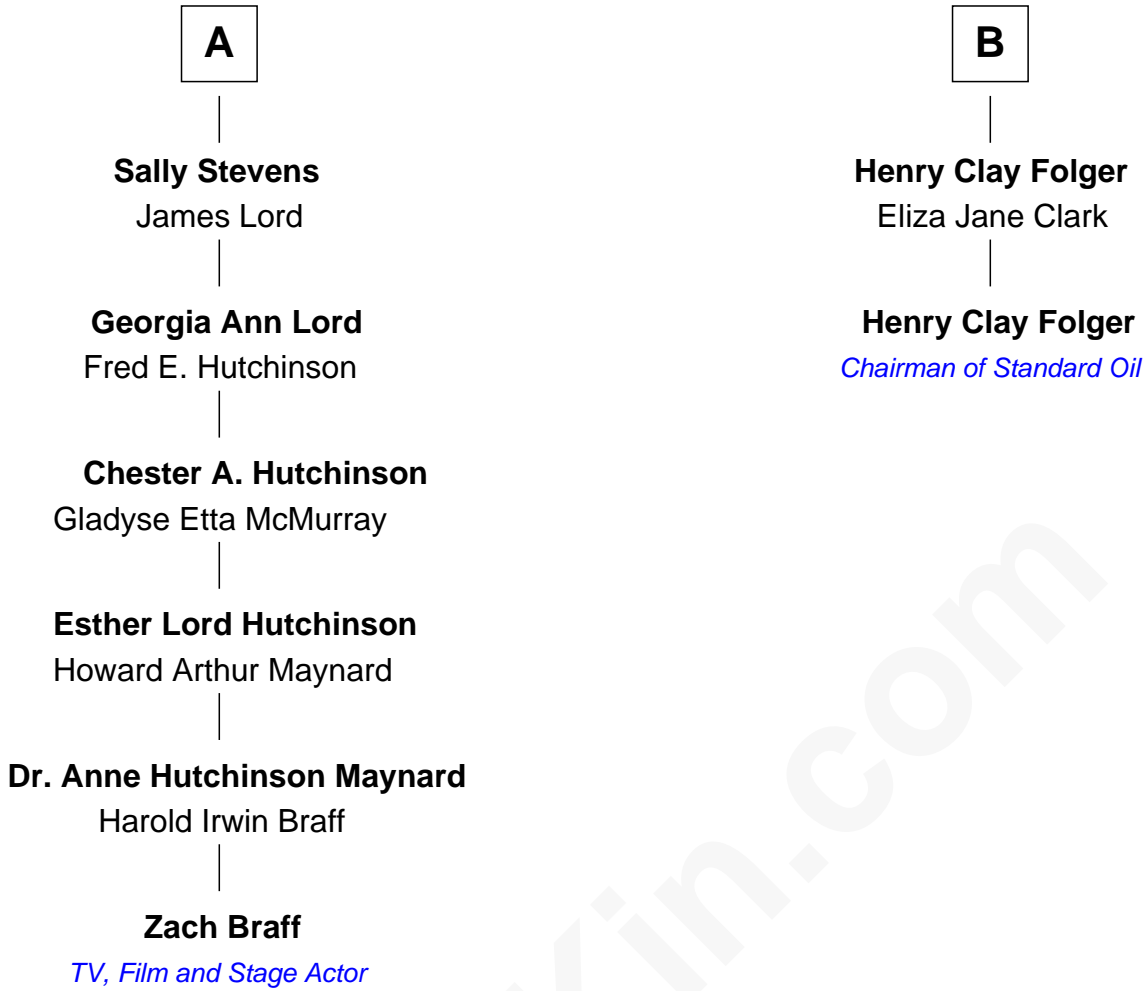 A
B
Sally Stevens
James Lord
Henry Clay Folger
Eliza Jane Clark
Georgia Ann Lord
Fred E. Hutchinson
Henry Clay Folger
Chairman of Standard Oil
Chester A. Hutchinson
Gladyse Etta McMurray
Esther Lord Hutchinson
Howard Arthur Maynard
Dr. Anne Hutchinson Maynard
Harold Irwin Braff
Zach Braff
TV, Film and Stage Actor
Kin.com